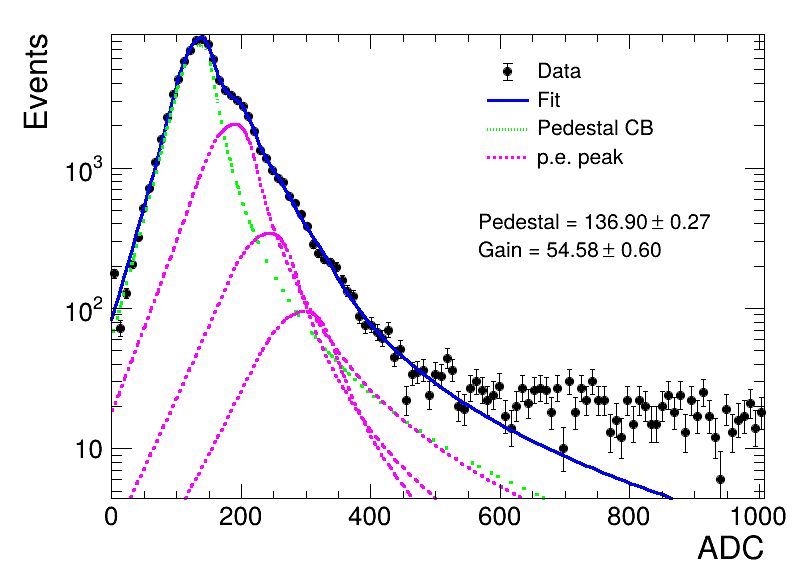 Events
Data
Fit
Pedestal CB
p.e. peak
Pedestal = 136.90 ± 0.27
Gain = 54.58 ± 0.60
10³
10²
10
0 200 400 600 800 1000
ADC